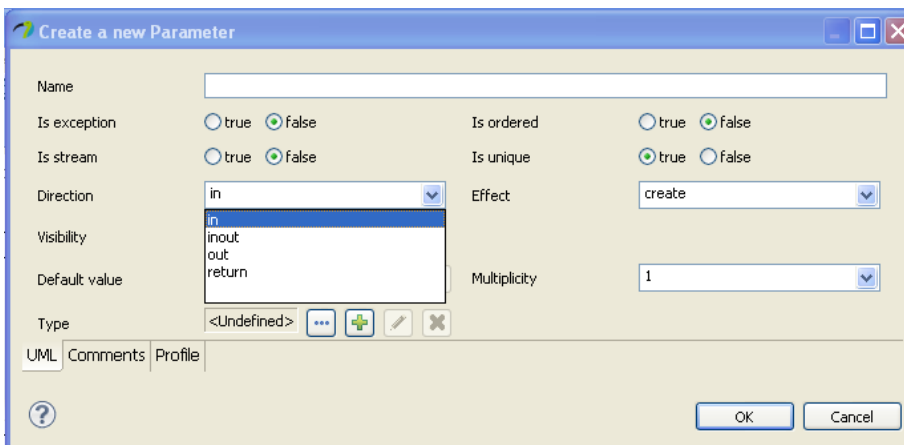 Create a new Parameter
Name
Is exception true false Is ordered true false
Is stream true false Is unique true false
Direction in Effect create
in
Visibility inout
out
Default value return Multiplicity 1
Type <Undefined>
UML Comments Profile
? OK Cancel